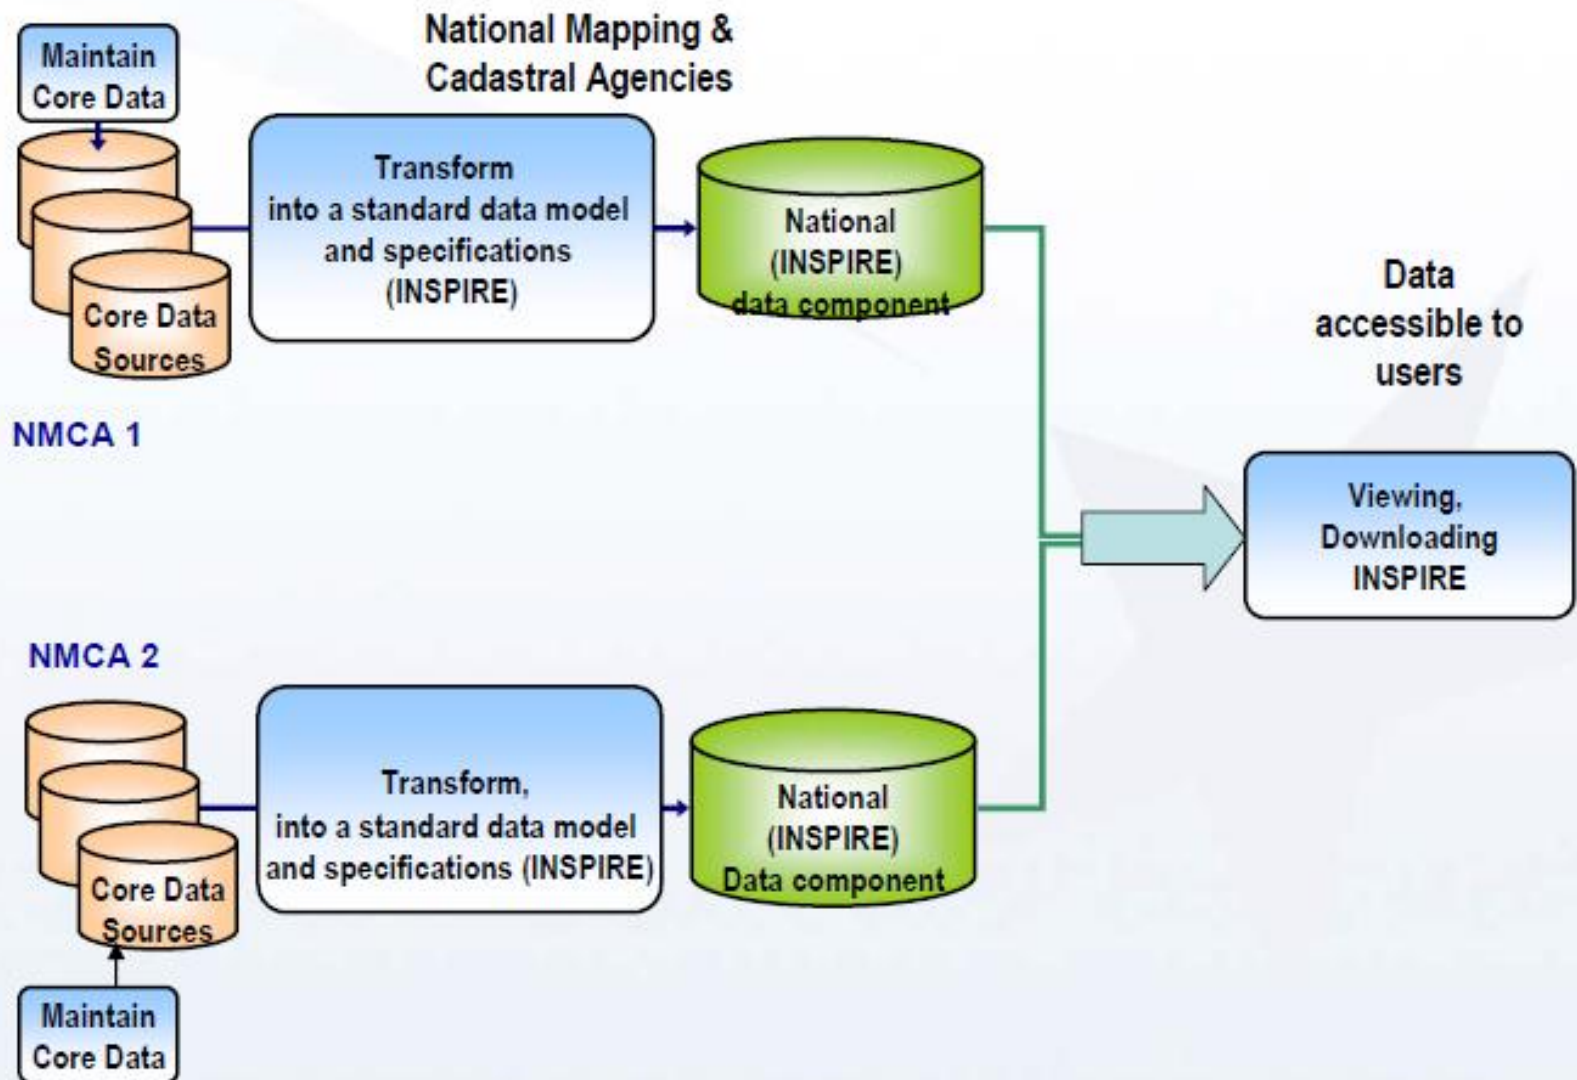 National Mapping &
Cadastral Agencies
Maintain
Core Data
Transform
into a standard data model
and specifications
(INSPIRE)
National
(INSPIRE)
data component
Core Data
Sources
NMCA 1
Data
accessible to
users
Viewing,
Downloading
INSPIRE
NMCA 2
Transform,
into a standard data model
and specifications (INSPIRE)
National
(INSPIRE)
Data component
Core Data
Sources
Maintain
Core Data